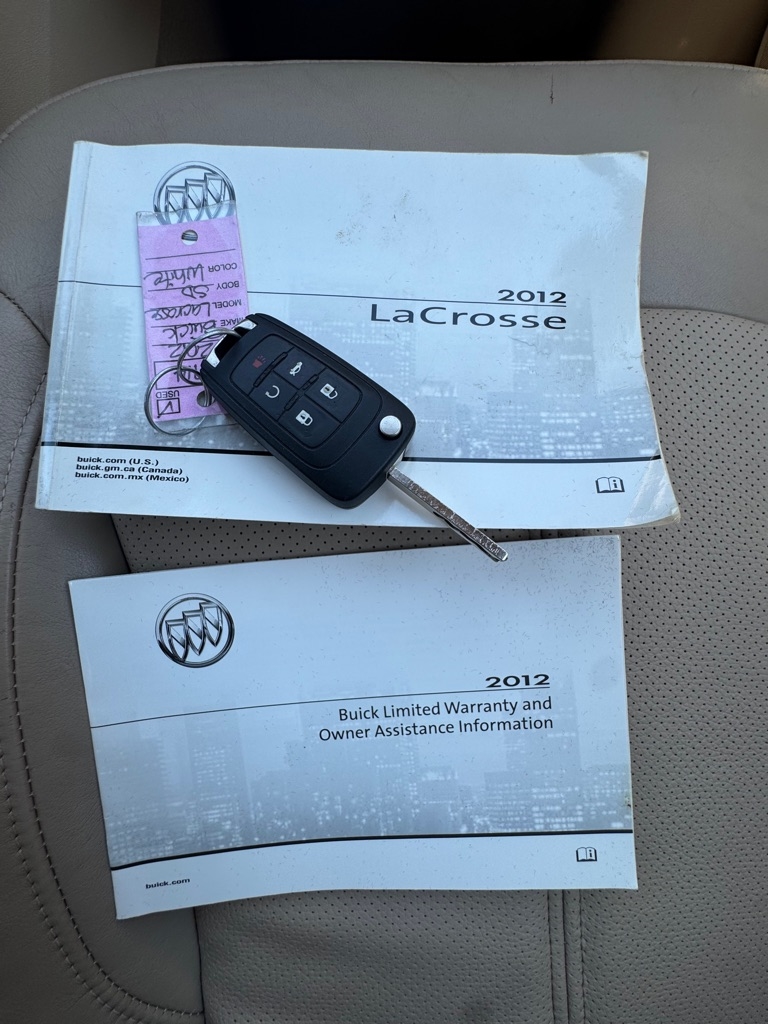 2012
LaCrosse
COLOR White
BODY SD
MODEL Lacrosse
MAKE Buick
2012
USED
buick.com (U.S.)
buick.gm.ca (Canada)
buick.com.mx (Mexico)
2012
Buick Limited Warranty and
Owner Assistance Information
buick.com